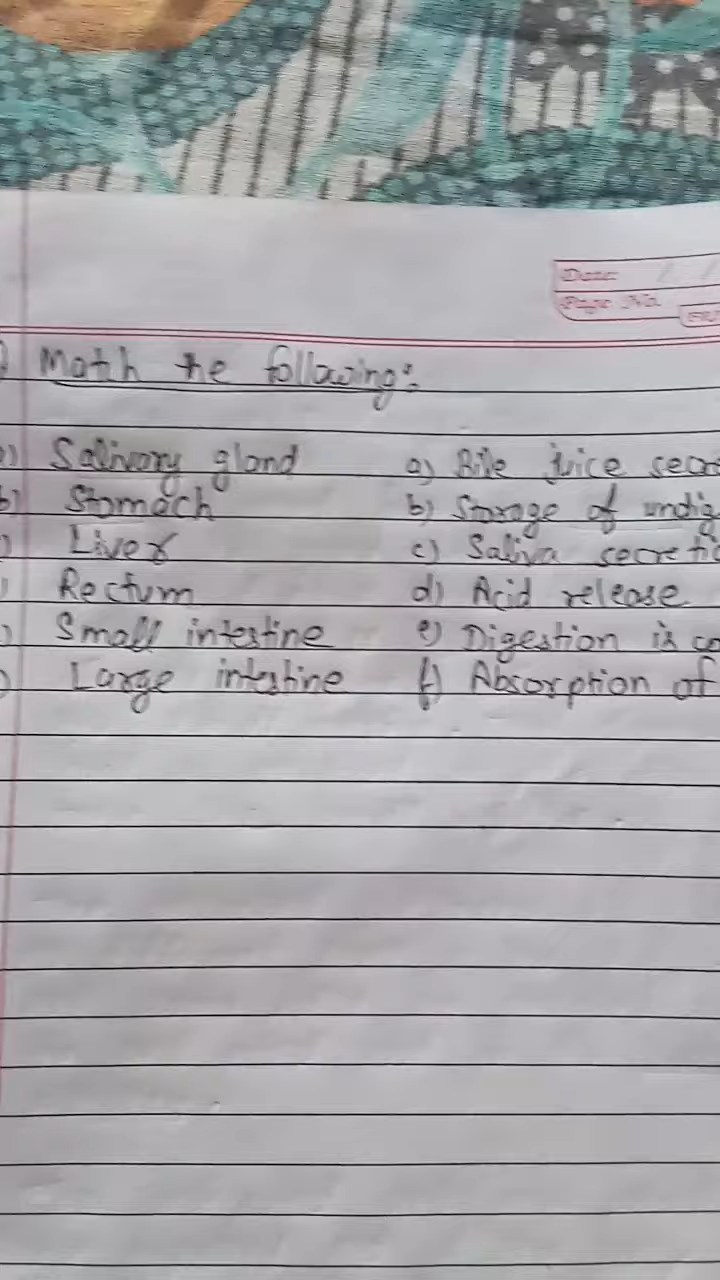 Date: / /
Page No.
Match the following:
Salivary gland a) Bile juice
b) Stomach b) Storage of
Liver c) Saliva
Rectum d) Acid release
Small intestine e) Digestion is
Large intestine f) Absorption of